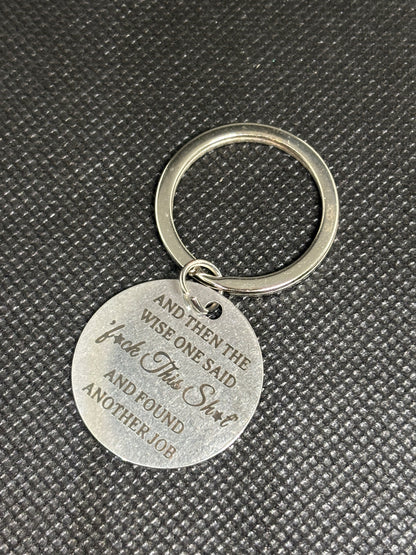 AND THEN THE
WISE ONE SAID
'f*ck This Sh*t
AND FOUND
ANOTHER JOB